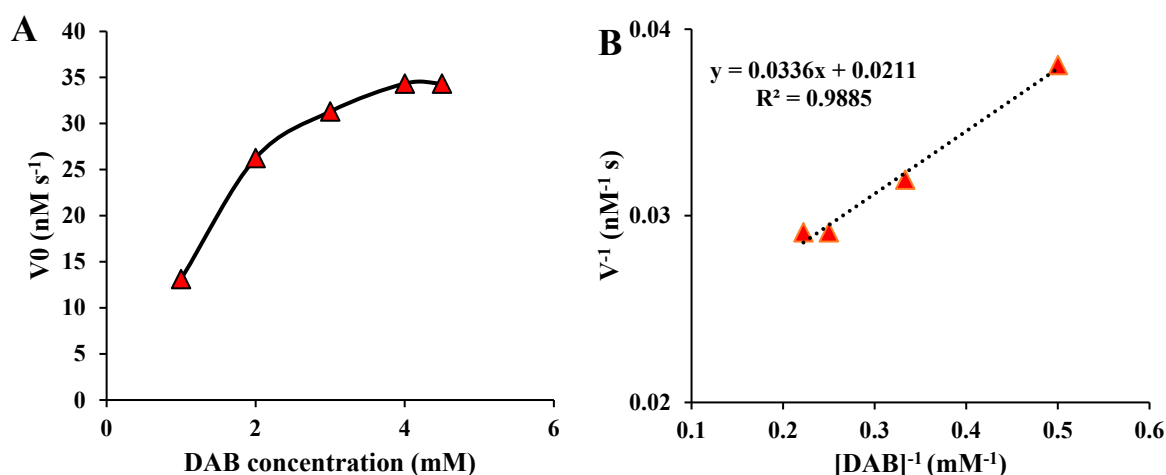 A
V0 (nM s⁻¹)
40
35
30
25
20
15
10
5
0
0 2 4 6
DAB concentration (mM)
B
y = 0.0336x + 0.0211
R² = 0.9885
V⁻¹ (nM⁻¹ s)
0.04
0.03
0.02
0.1 0.2 0.3 0.4 0.5 0.6
[DAB]⁻¹ (mM⁻¹)